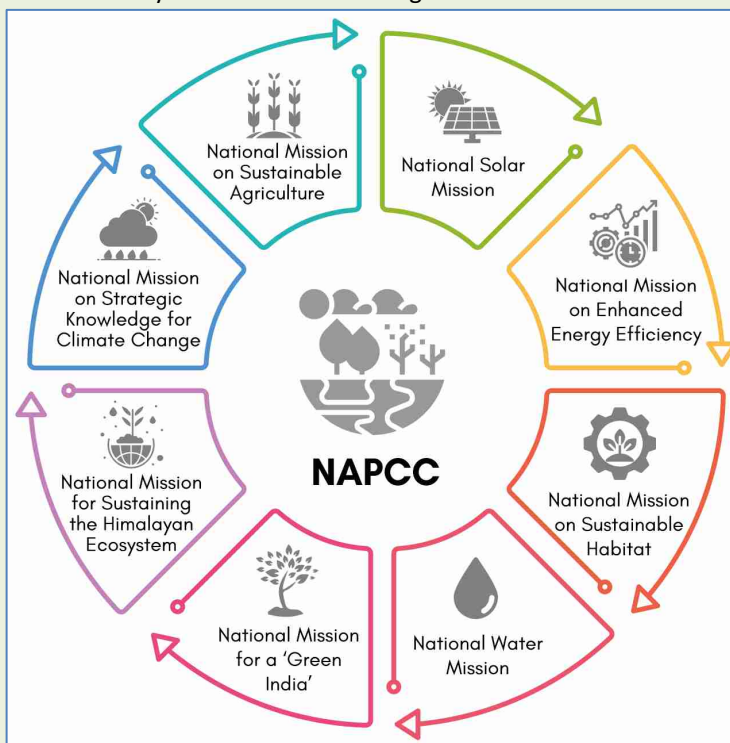 National Solar
Mission
National Mission
on Enhanced
Energy Efficiency
National Mission
on Sustainable
Habitat
National Water
Mission
National Mission
for a ‘Green
India’
National Mission
for Sustaining
the Himalayan
Ecosystem
National Mission
on Strategic
Knowledge for
Climate Change
National Mission
on Sustainable
Agriculture
NAPCC